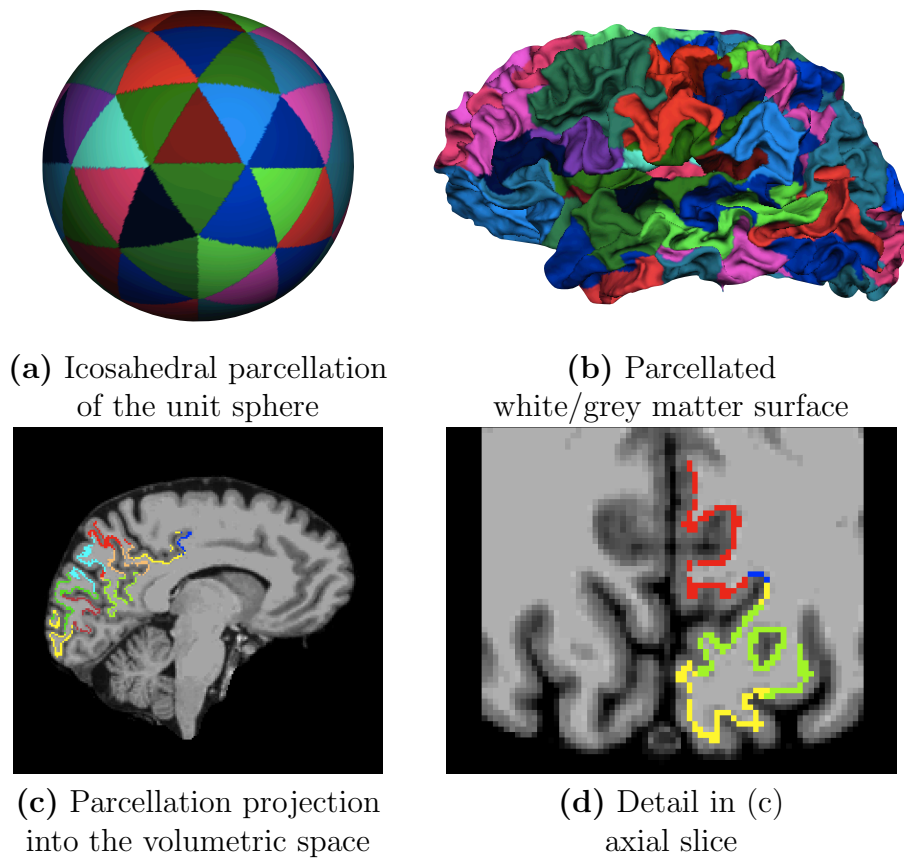 (a) Icosahedral parcellation
of the unit sphere
(b) Parcellated
white/grey matter surface
(c) Parcellation projection
into the volumetric space
(d) Detail in (c)
axial slice